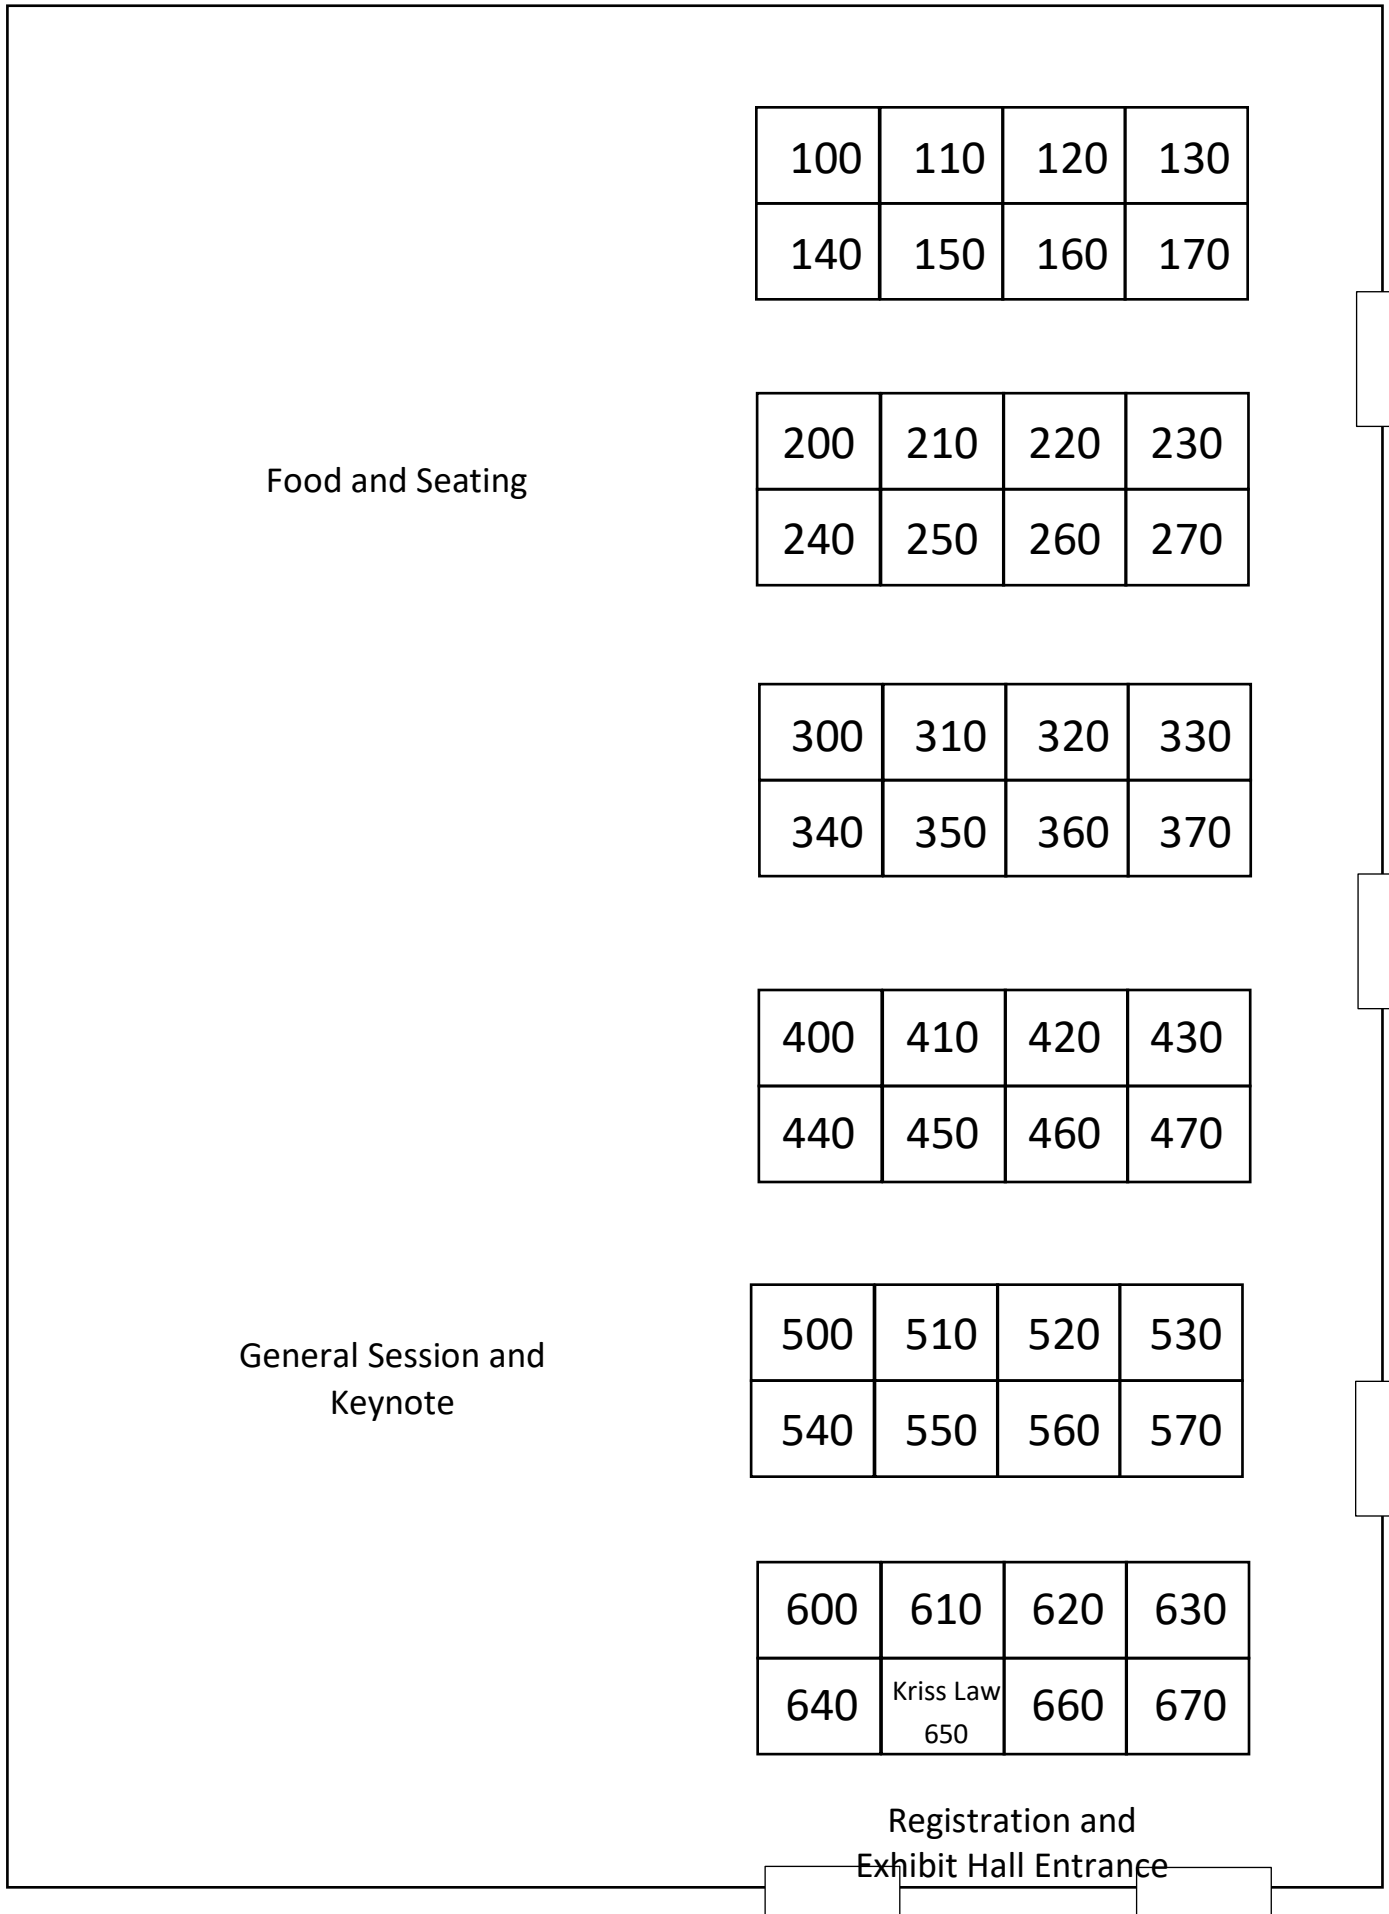 100 110 120 130
140 150 160 170
200 210 220 230
Food and Seating
240 250 260 270
300 310 320 330
340 350 360 370
400 410 420 430
440 450 460 470
500 510 520 530
General Session and
Keynote
540 550 560 570
600 610 620 630
640 Kriss Law 660 670
650
Registration and
Exhibit Hall Entrance